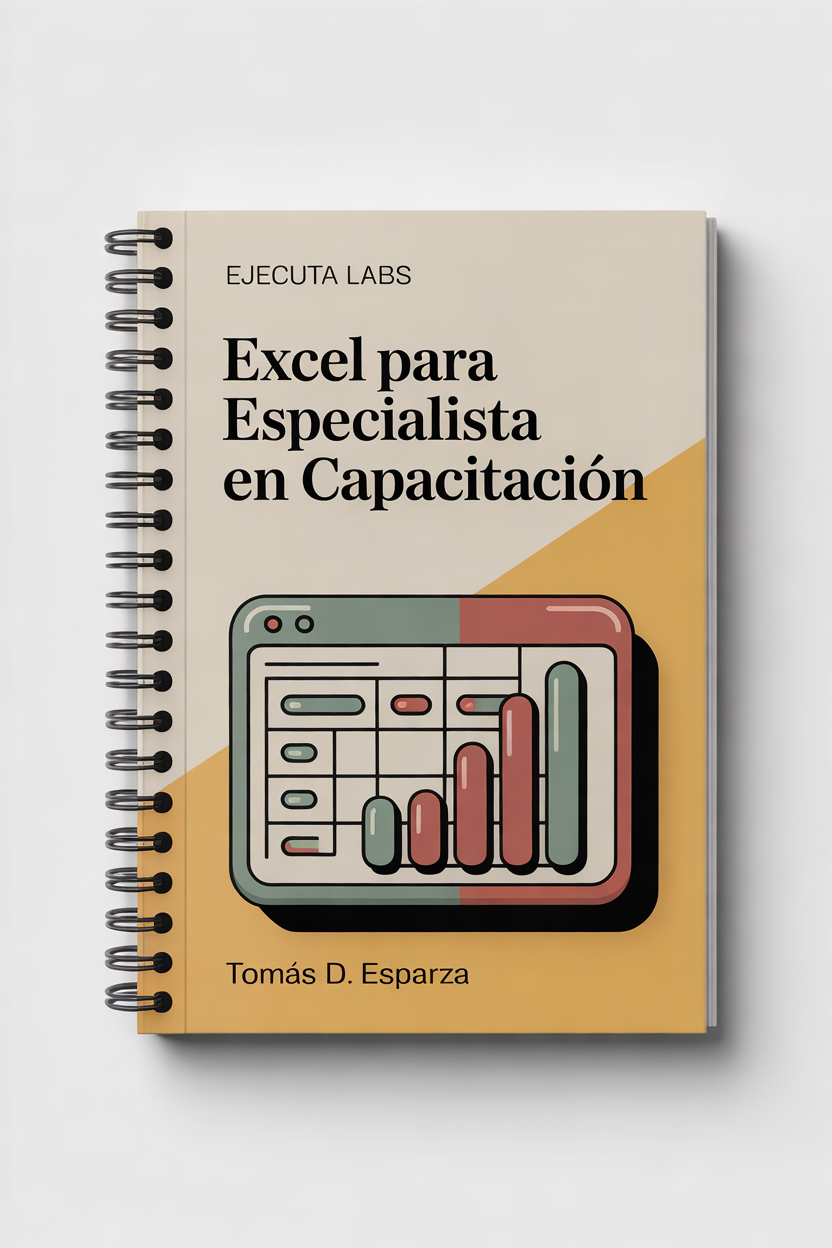 EJECUTA LABS
Excel para
Especialista
en Capacitación
Tomás D. Esparza